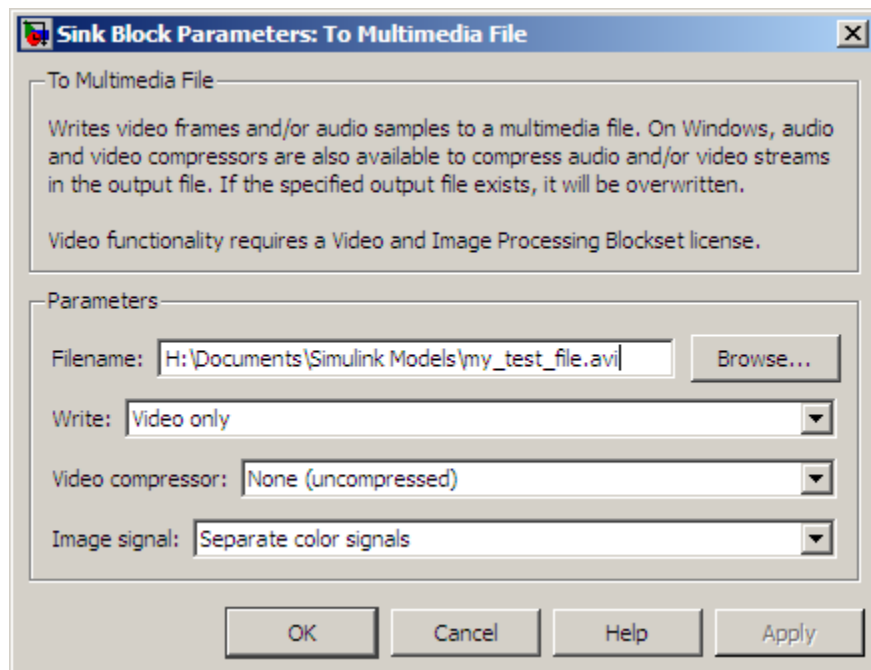 Sink Block Parameters: To Multimedia File
To Multimedia File
Writes video frames and/or audio samples to a multimedia file. On Windows, audio
and video compressors are also available to compress audio and/or video streams
in the output file. If the specified output file exists, it will be overwritten.
Video functionality requires a Video and Image Processing Blockset license.
Parameters
Filename: H:\Documents\Simulink Models\my_test_file.avi Browse...
Write: Video only
Video compressor: None (uncompressed)
Image signal: Separate color signals
OK Cancel Help Apply